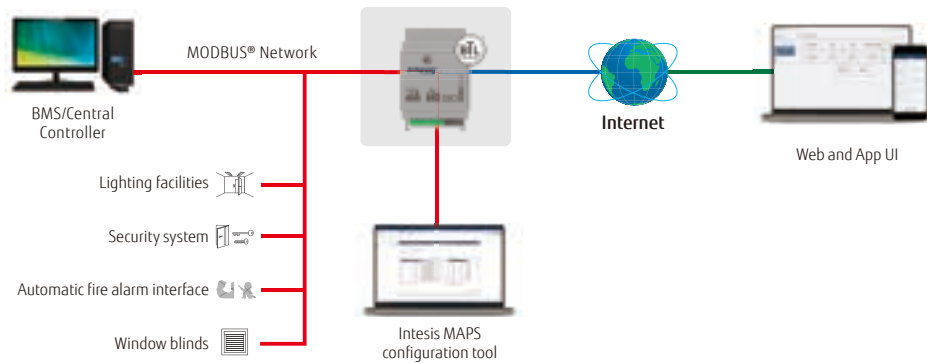 MODBUS® Network
BTL
BMS/Central
Controller
Internet
Web and App UI
Lighting facilities
Security system
Automatic fire alarm interface
Window blinds
Intesis MAPS
configuration tool